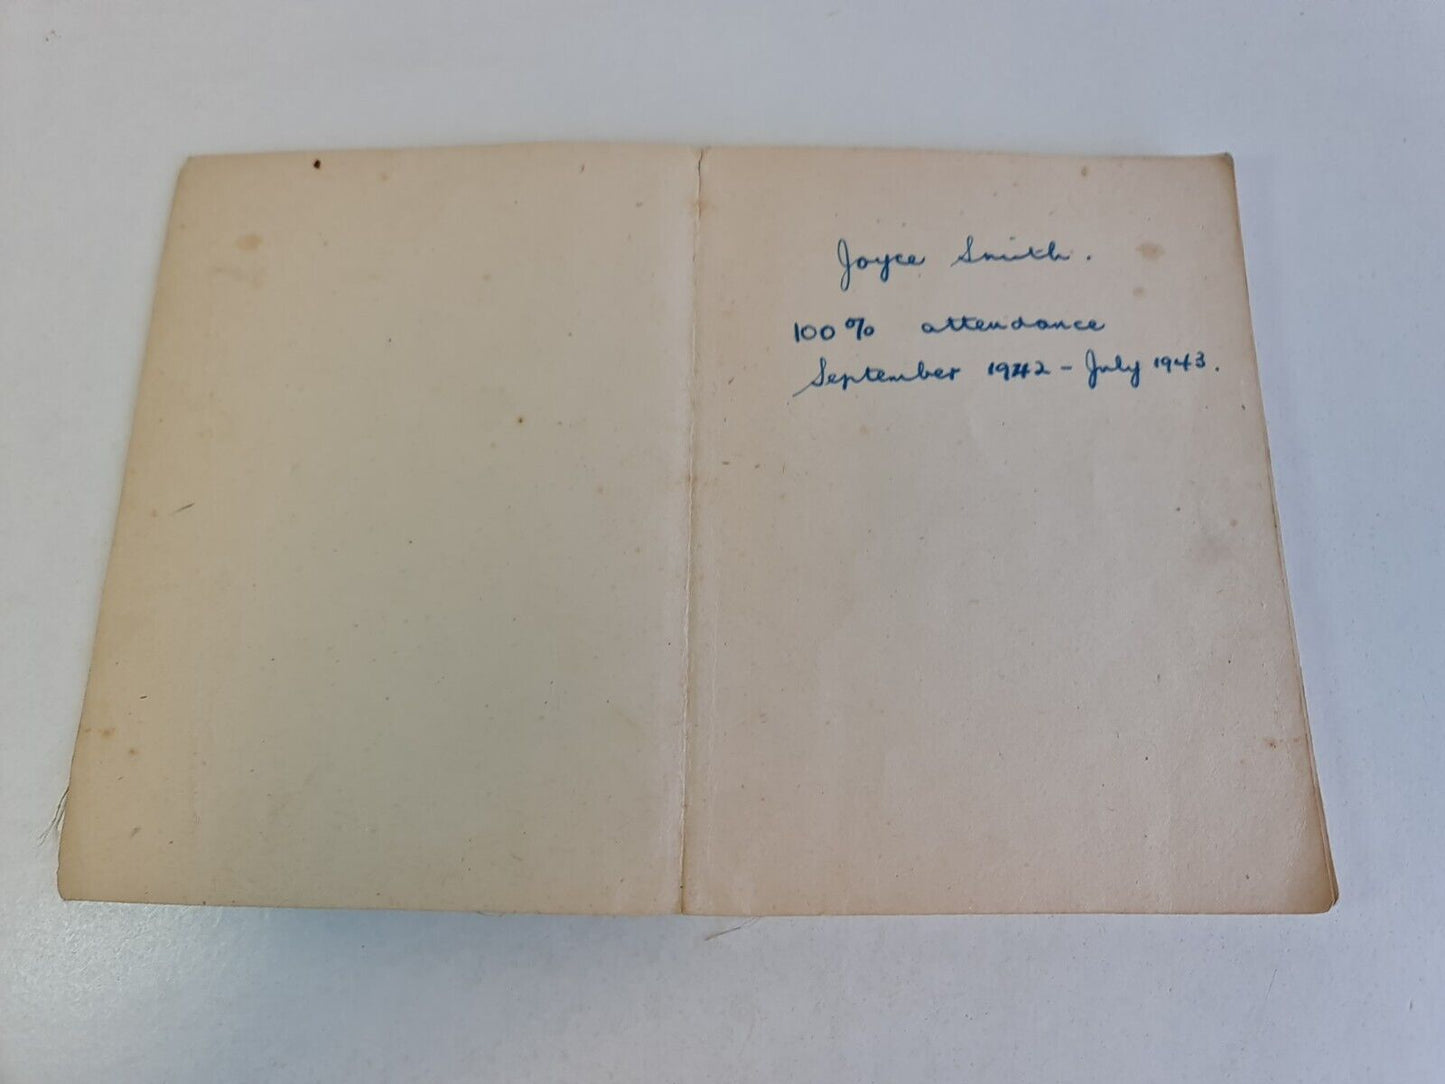 Joyce Smith.
100% attendance
September 1942 - July 1943.